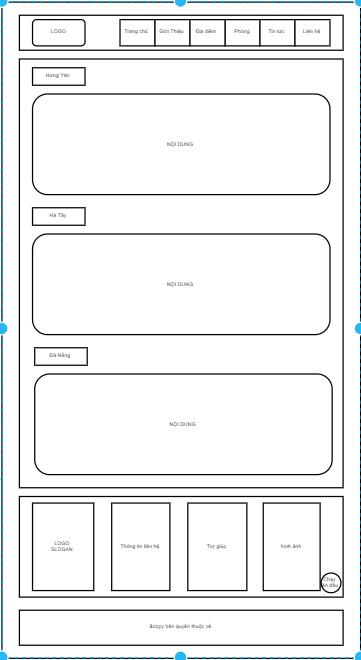 LOGO
Trang chủ
Giới Thiệu
Địa điểm
Phòng
Tin tức
Liên hệ
Hưng Yên
NỘI DUNG
Hà Tây
NỘI DUNG
Đà Nẵng
NỘI DUNG
LOGO
SLOGAN
Thông tin liên hệ
Trợ giúp
hình ảnh
Chạy
lên đầu
&copy bản quyền thuộc về